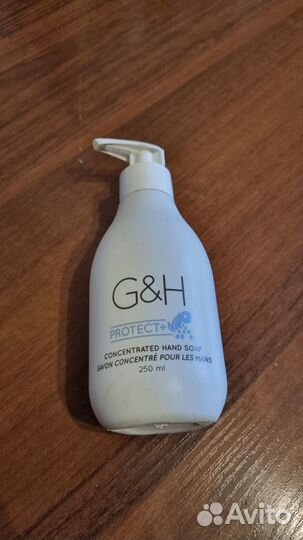 G&H
PROTECT+
CONCENTRATED HAND SOAP
SAVON CONCENTRÉ POUR LES MAINS
250 ml
Avito